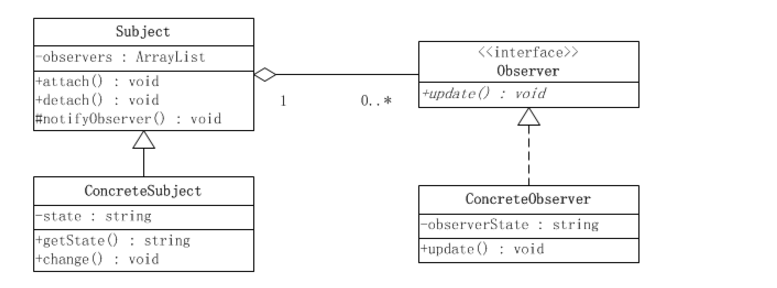 Subject
-observers : ArrayList
+attach() : void
+detach() : void
#notifyObserver() : void
1
0..*
<<interface>>
Observer
+update() : void
ConcreteSubject
-state : string
+getState() : string
+change() : void
ConcreteObserver
-observerState : string
+update() : void